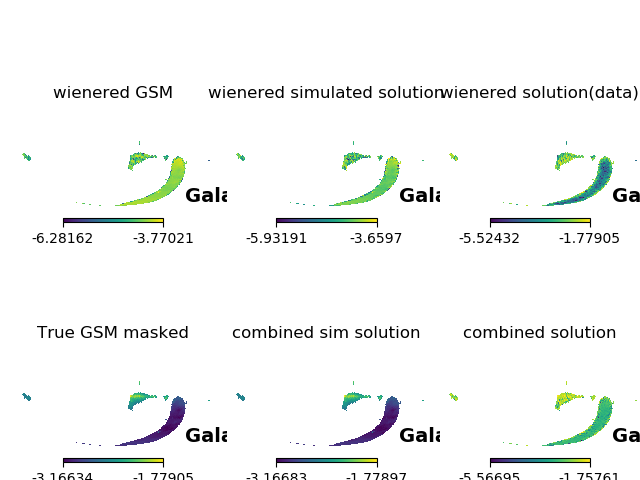 wienered GSM wienered simulated solution wienered solution(data)
Gala Gala Ga
-6.28162 -3.77021 -5.93191 -3.6597 -5.52432 -1.77905
True GSM masked combined sim solution combined solution
Gala Gala Ga
-3.16634 -1.77905 -3.16683 -1.77897 -5.56695 -1.75761